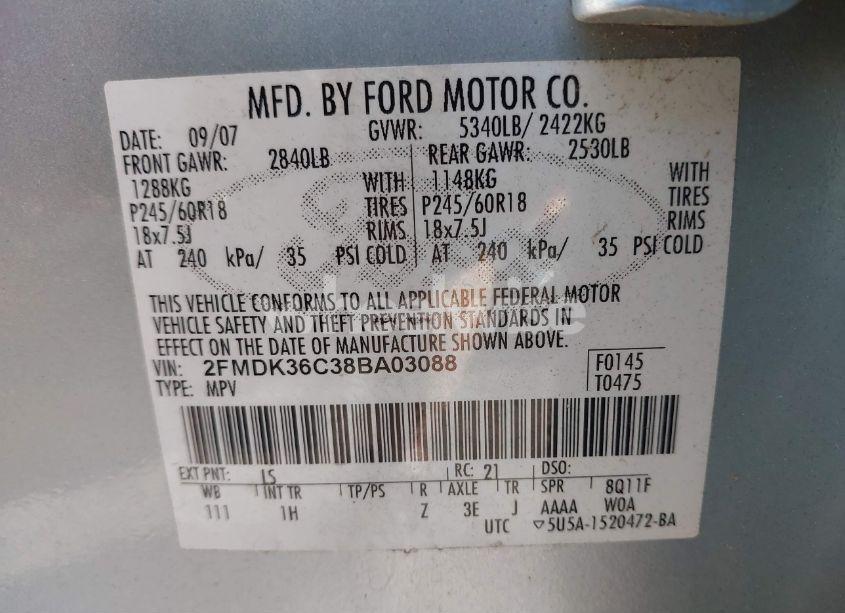 MFD. BY FORD MOTOR CO.
DATE: 09/07 GVWR: 5340LB/ 2422KG
FRONT GAWR: 2840LB REAR GAWR: 2530LB
1288KG WITH 1148KG WITH
P245/60R18 TIRES P245/60R18 TIRES
18x7.5J RIMS 18x7.5J RIMS
AT 240 kPa/ 35 PSI COLD AT 240 kPa/ 35 PSI COLD
THIS VEHICLE CONFORMS TO ALL APPLICABLE FEDERAL MOTOR
VEHICLE SAFETY AND THEFT PREVENTION STANDARDS IN
EFFECT ON THE DATE OF MANUFACTURE SHOWN ABOVE.
VIN: 2FMDK36C38BA03088 F0145
TYPE: MPV T0475
EXT PNT: LS RC: 21 DSO:
WB INT TR TP/PS R AXLE TR SPR 8Q11F
111 1H Z 3E J AAAA W0A
UTC ▽5U5A-1520472-BA